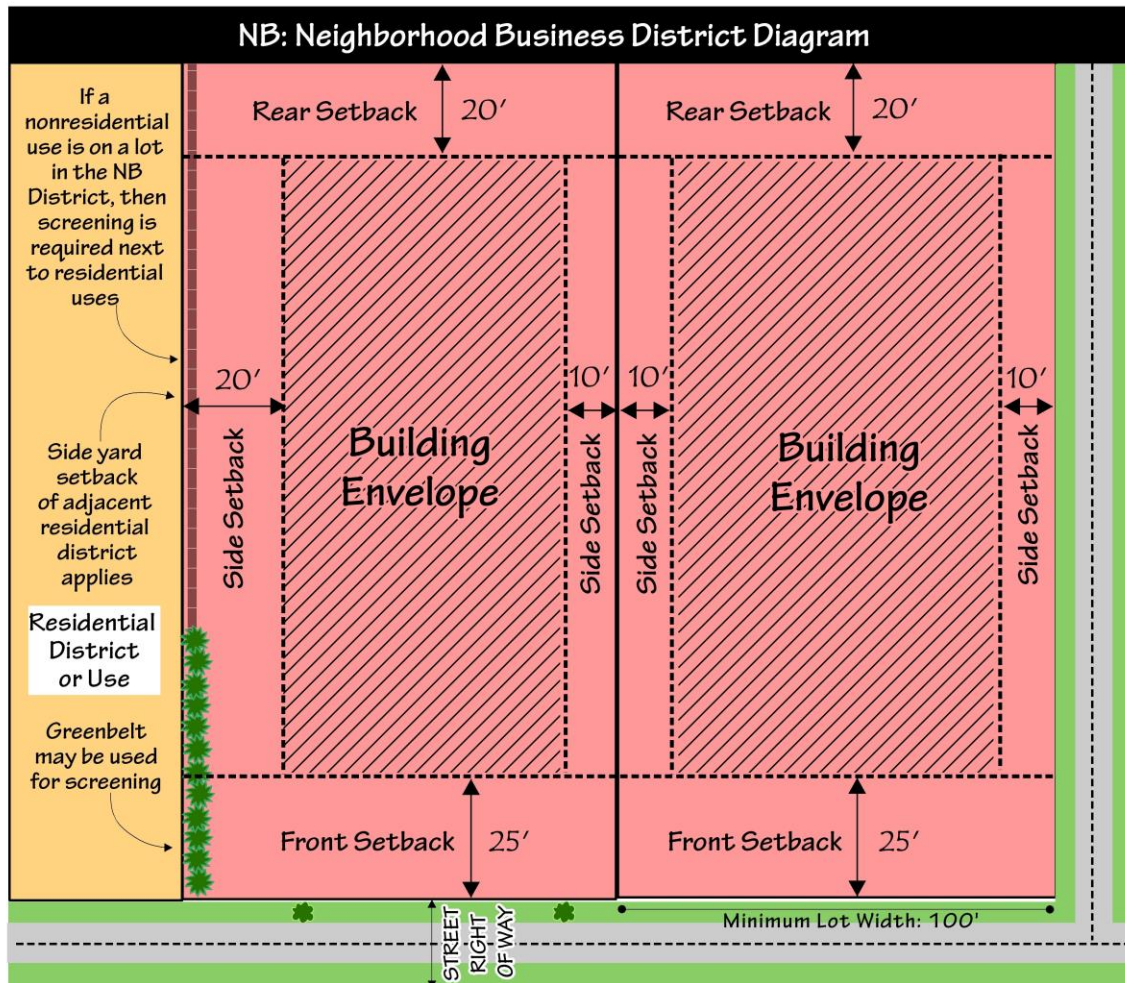 NB: Neighborhood Business District Diagram
If a
nonresidential
use is on a lot
in the NB
District, then
screening is
required next
to residential
uses
Side yard
setback
of adjacent
residential
district
applies
Residential
District
or Use
Greenbelt
may be used
for screening
Rear Setback 20'
20'
Side Setback
Building
Envelope
10'
Side Setback
Front Setback 25'
Rear Setback 20'
10'
Side Setback
Building
Envelope
10'
Side Setback
Front Setback 25'
Minimum Lot Width: 100'
STREET
RIGHT
OF WAY